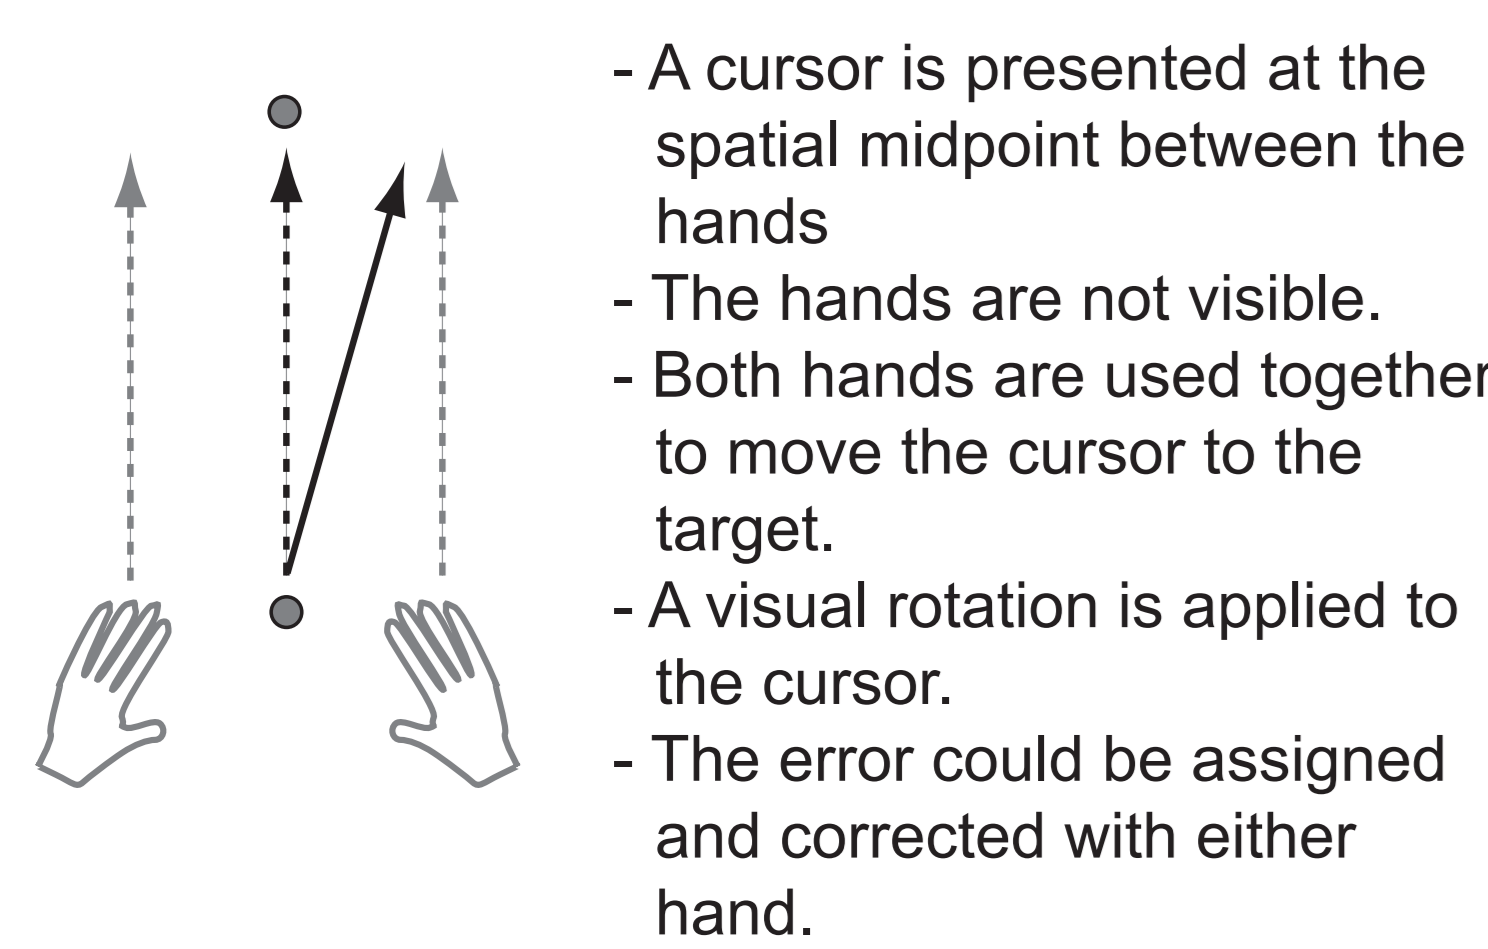 - A cursor is presented at the
spatial midpoint between the
hands
- The hands are not visible.
- Both hands are used together
to move the cursor to the
target.
- A visual rotation is applied to
the cursor.
- The error could be assigned
and corrected with either
hand.